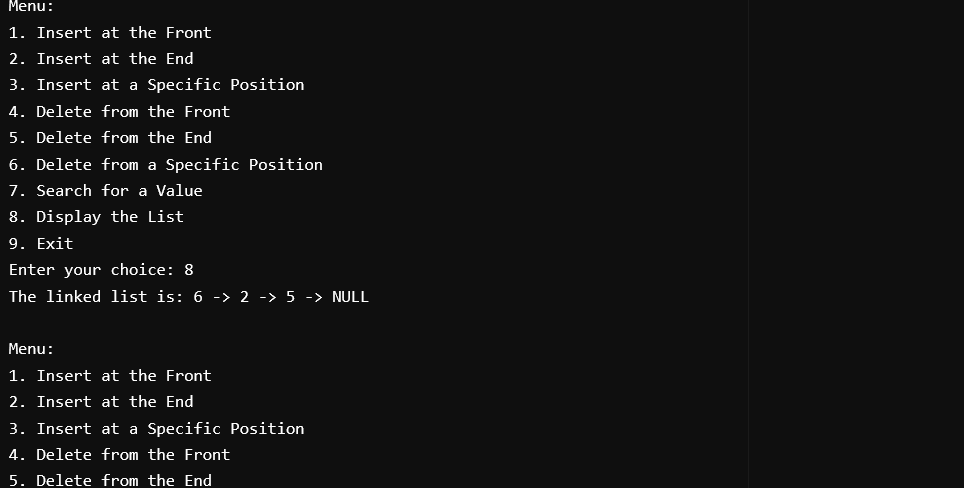 Menu:
1. Insert at the Front
2. Insert at the End
3. Insert at a Specific Position
4. Delete from the Front
5. Delete from the End
6. Delete from a Specific Position
7. Search for a Value
8. Display the List
9. Exit
Enter your choice: 8
The linked list is: 6 -> 2 -> 5 -> NULL
Menu:
1. Insert at the Front
2. Insert at the End
3. Insert at a Specific Position
4. Delete from the Front
5. Delete from the End